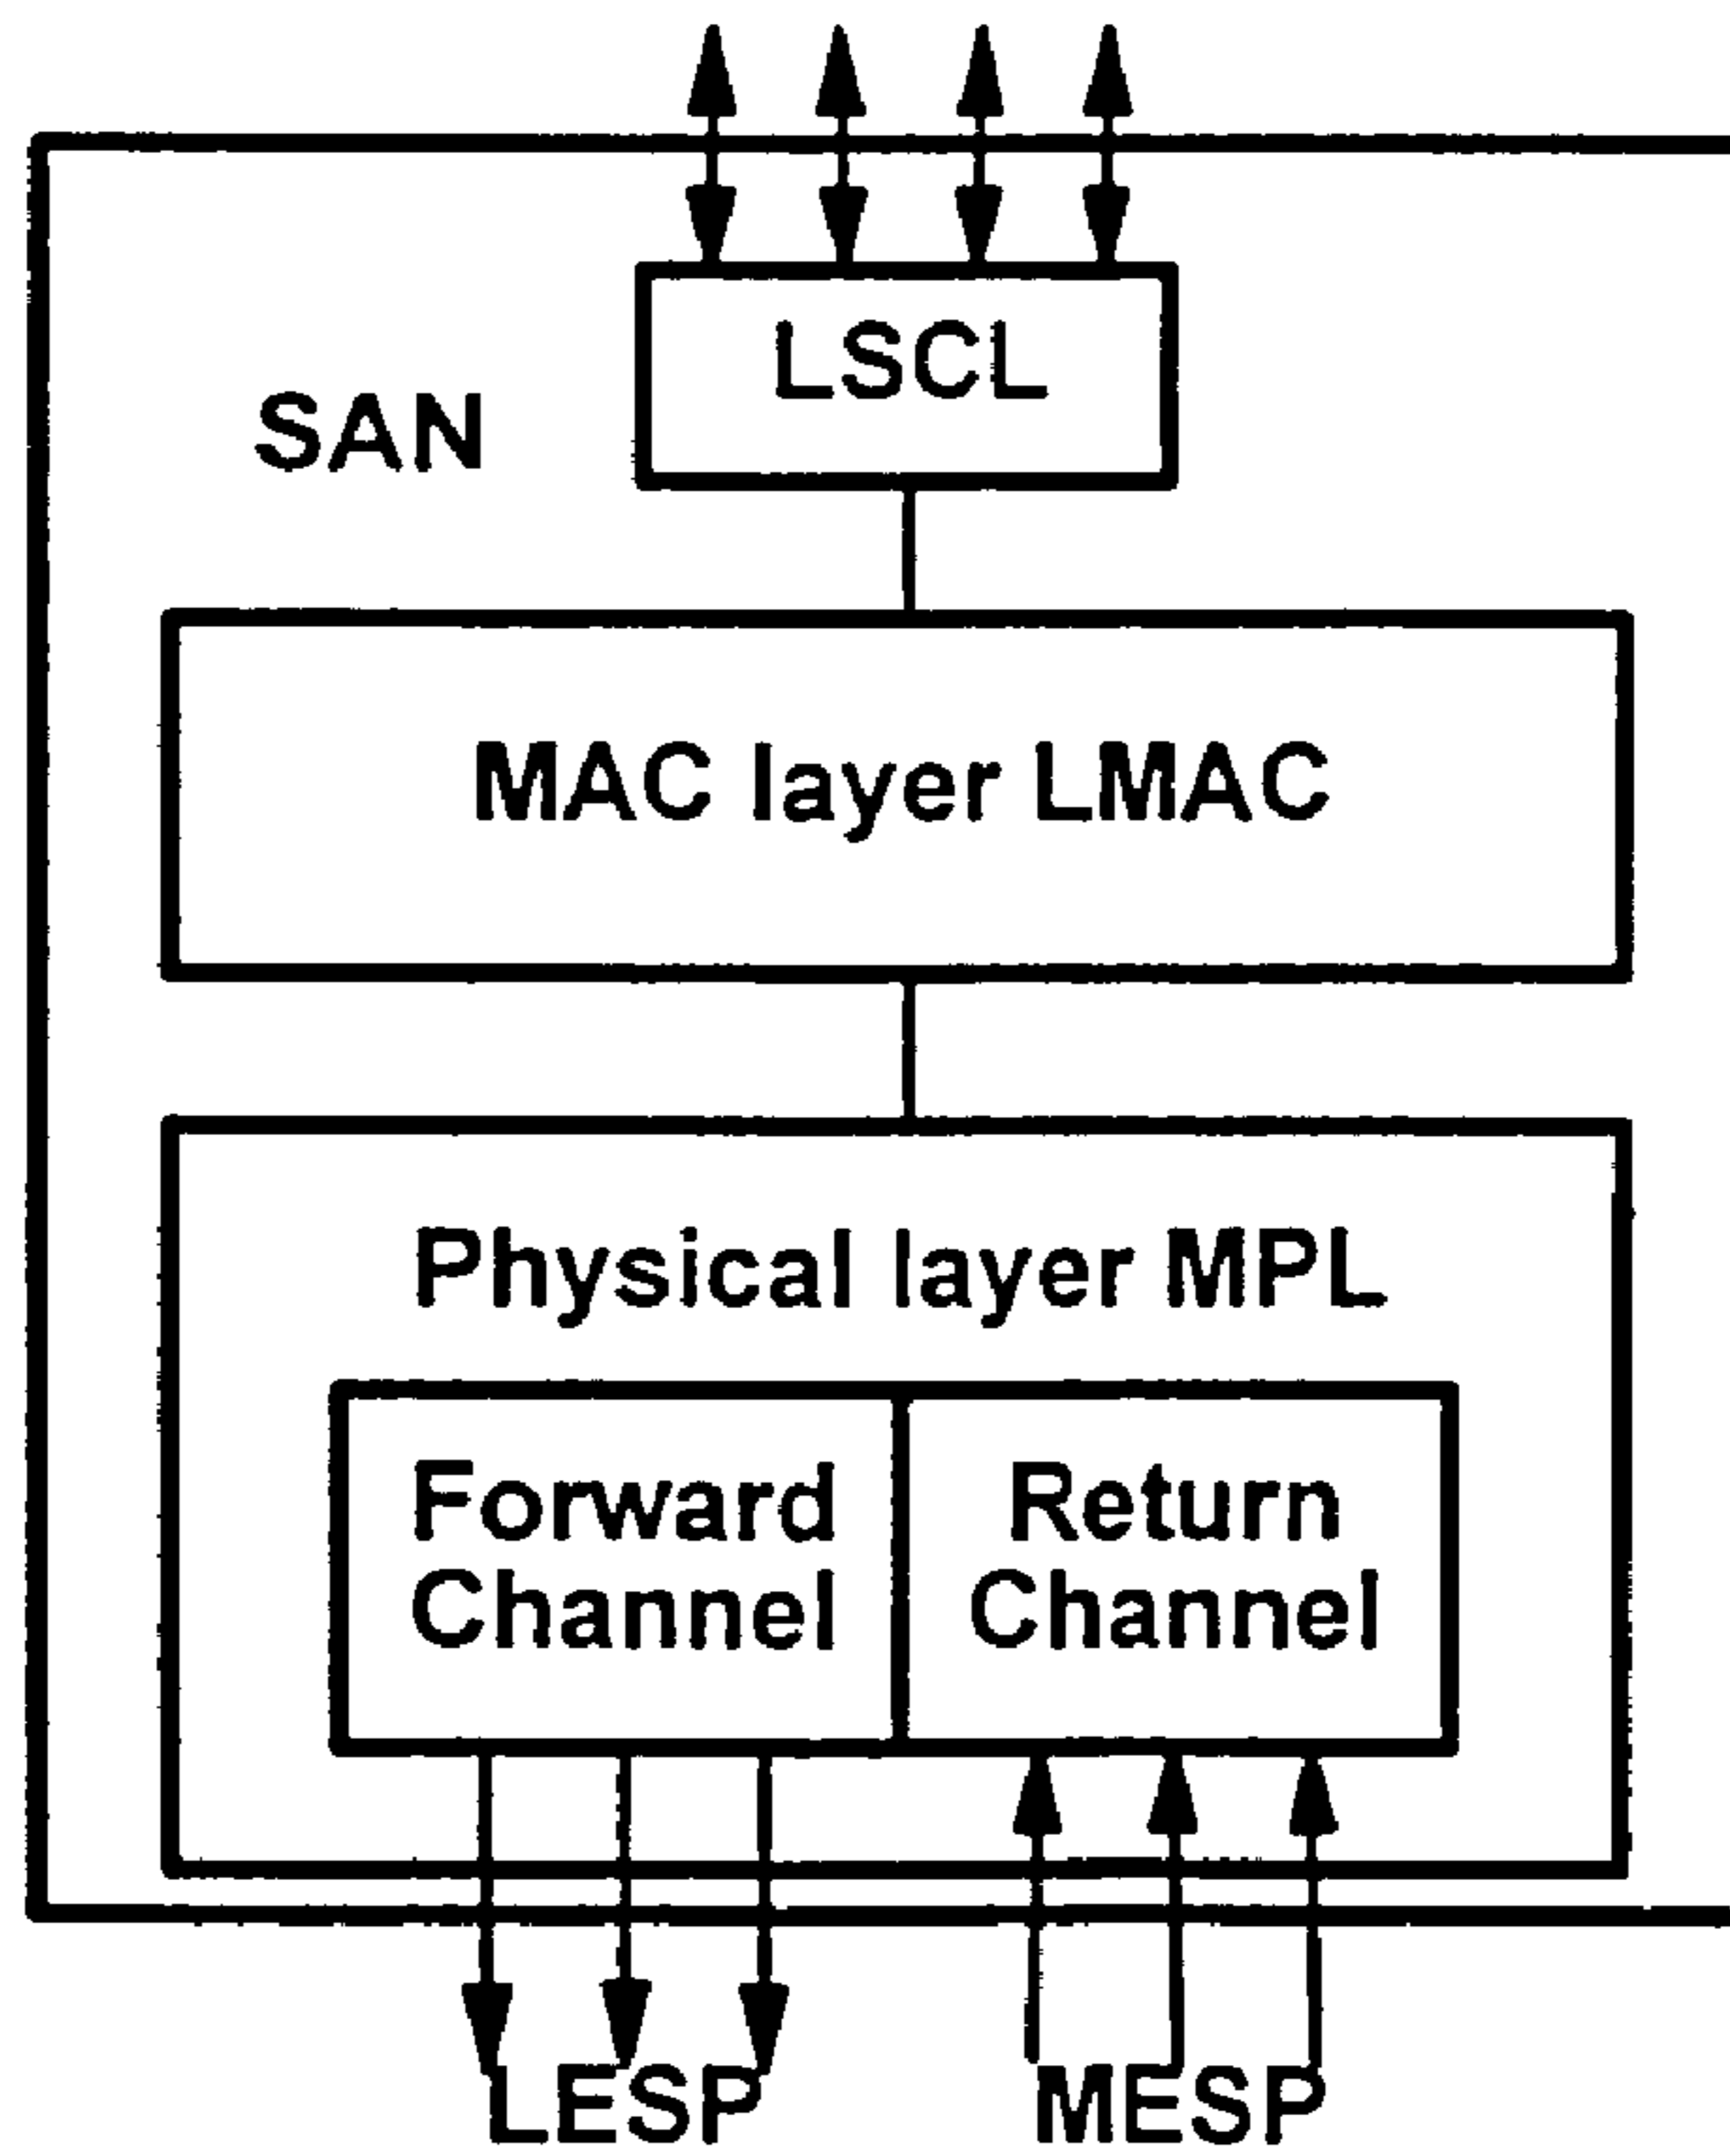 LSCL
SAN
MAC layer LMAC
Physical layer MPL
Forward
Channel
Return
Channel
LESP
MESP